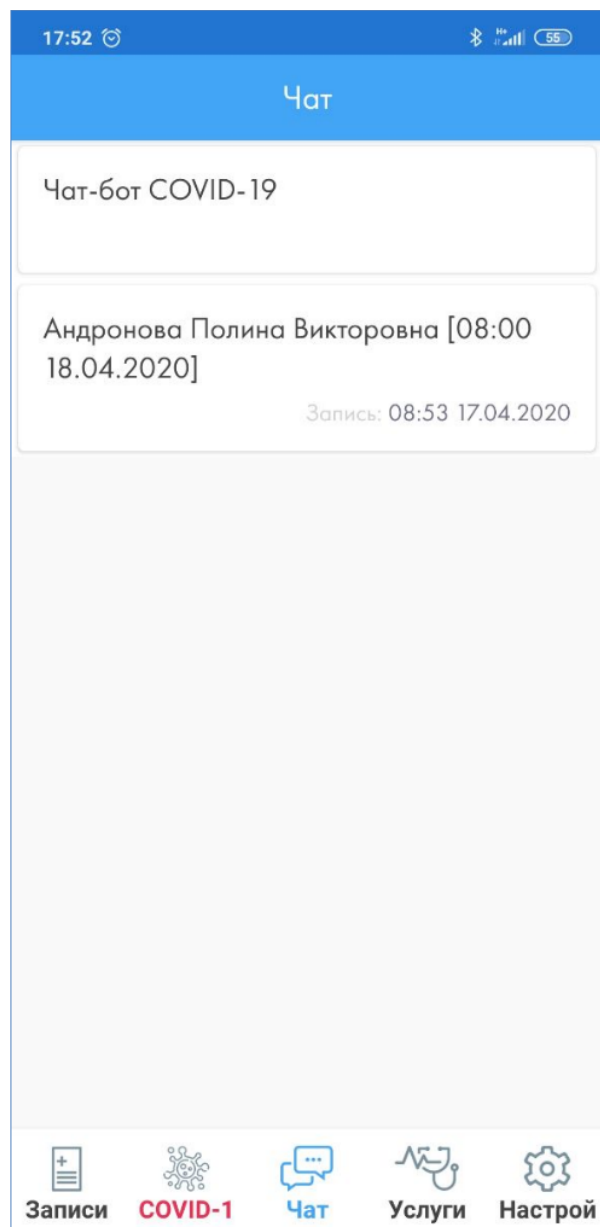 17:52 55
Чат
Чат-бот COVID-19
Андронова Полина Викторовна [08:00
18.04.2020]
Запись: 08:53 17.04.2020
Записи COVID-1 Чат Услуги Настрой